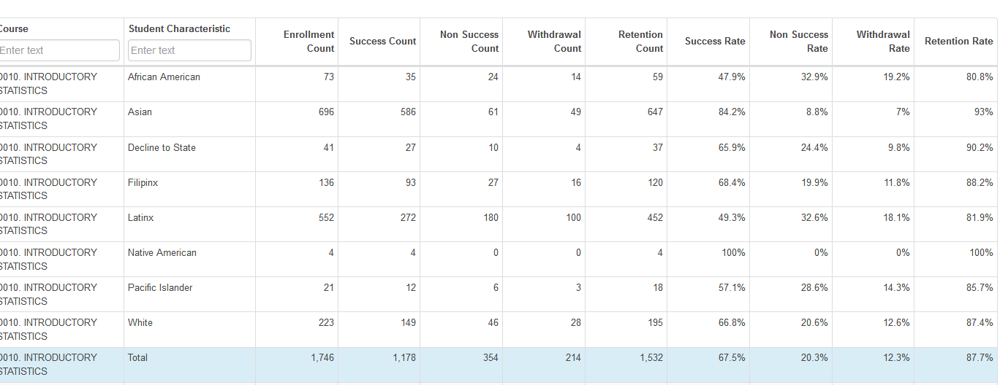 Course Student Characteristic Enrollment Count Success Count Non Success Count Withdrawal Count Retention Count Success Rate Non Success Rate Withdrawal Rate Retention Rate
Enter text Enter text
0010. INTRODUCTORY STATISTICS African American 73 35 24 14 59 47.9% 32.9% 19.2% 80.8%
0010. INTRODUCTORY STATISTICS Asian 696 586 61 49 647 84.2% 8.8% 7% 93%
0010. INTRODUCTORY STATISTICS Decline to State 41 27 10 4 37 65.9% 24.4% 9.8% 90.2%
0010. INTRODUCTORY STATISTICS Filipinx 136 93 27 16 120 68.4% 19.9% 11.8% 88.2%
0010. INTRODUCTORY STATISTICS Latinx 552 272 180 100 452 49.3% 32.6% 18.1% 81.9%
0010. INTRODUCTORY STATISTICS Native American 4 4 0 0 4 100% 0% 0% 100%
0010. INTRODUCTORY STATISTICS Pacific Islander 21 12 6 3 18 57.1% 28.6% 14.3% 85.7%
0010. INTRODUCTORY STATISTICS White 223 149 46 28 195 66.8% 20.6% 12.6% 87.4%
0010. INTRODUCTORY STATISTICS Total 1,746 1,178 354 214 1,532 67.5% 20.3% 12.3% 87.7%